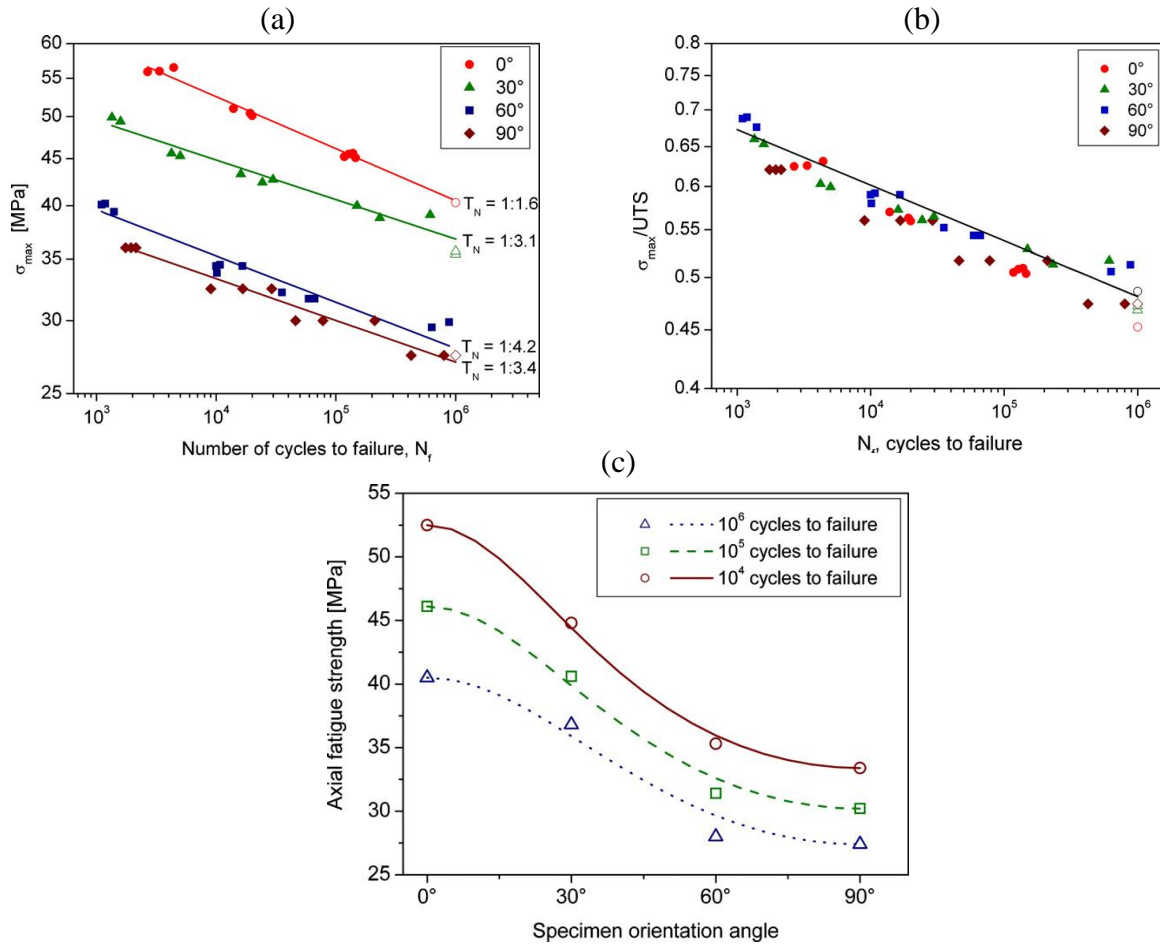 (a)
60
55
50
45
40
35
30
25
σmax [MPa]
0°
30°
60°
90°
TN = 1:1.6
TN = 1:3.1
TN = 1:4.2
TN = 1:3.4
10³ 10⁴ 10⁵ 10⁶
Number of cycles to failure, Nf
(b)
0.8
0.7
0.6
0.55
0.5
0.45
0.4
σmax/UTS
0°
30°
60°
90°
10³ 10⁴ 10⁵ 10⁶
Nf, cycles to failure
(c)
55
50
45
40
35
30
25
Axial fatigue strength [MPa]
10⁶ cycles to failure
10⁵ cycles to failure
10⁴ cycles to failure
0° 30° 60° 90°
Specimen orientation angle